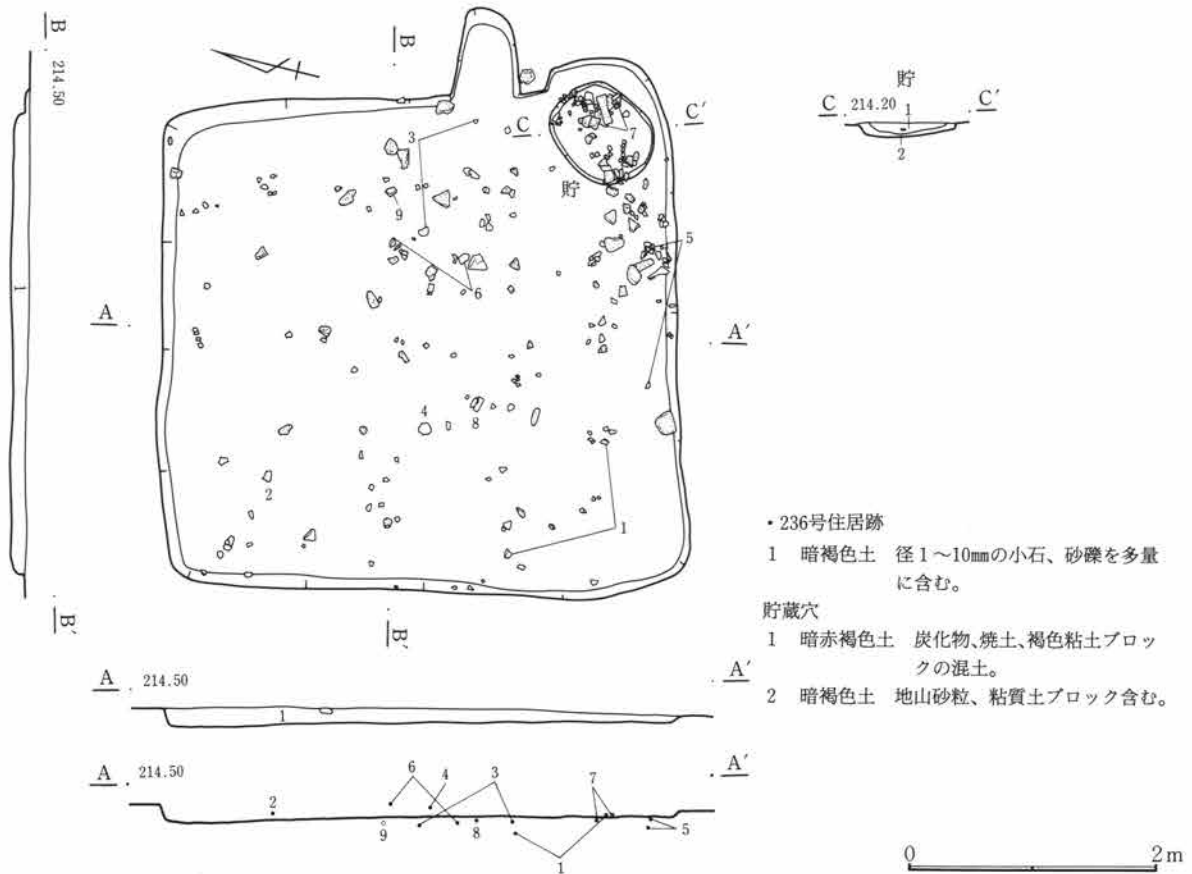 B
214.50
B
貯
C 214.20 1 C′
2
C
C′
3
7
貯
9
5
6
1
A
A′
4
8
2
1
B′
B′
・236号住居跡
1 暗褐色土 径1〜10㎜の小石、砂礫を多量
に含む。
貯蔵穴
1 暗赤褐色土 炭化物、焼土、褐色粘土ブロッ
クの混土。
2 暗褐色土 地山砂粒、粘質土ブロック含む。
A 214.50 A′
1
A 214.50 A′
6 4 3 7
2
9 8 5
1
0 2m